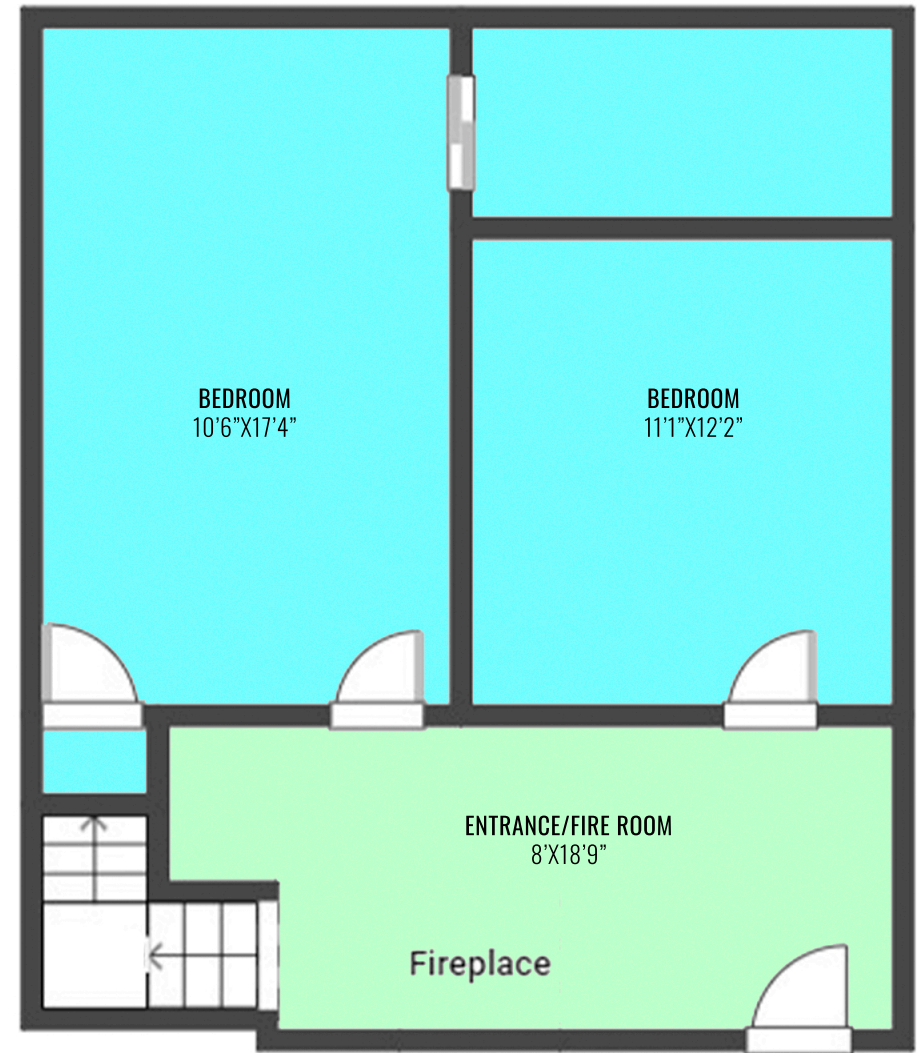 BEDROOM
10'6”X17'4”
BEDROOM
11'1”X12'2”
ENTRANCE/FIRE ROOM
8'X18'9”
Fireplace